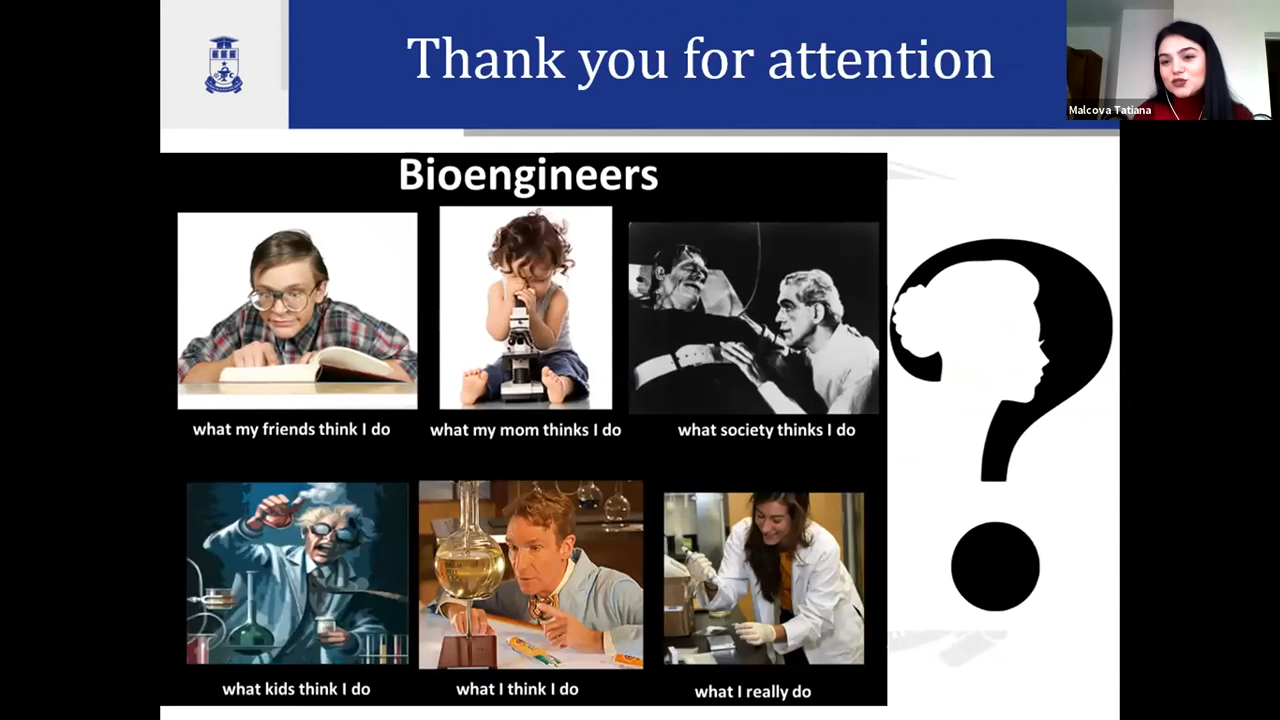 Thank you for attention
Malcova Tatiana
Bioengineers
what my friends think I do
what my mom thinks I do
what society thinks I do
what kids think I do
what I think I do
what I really do